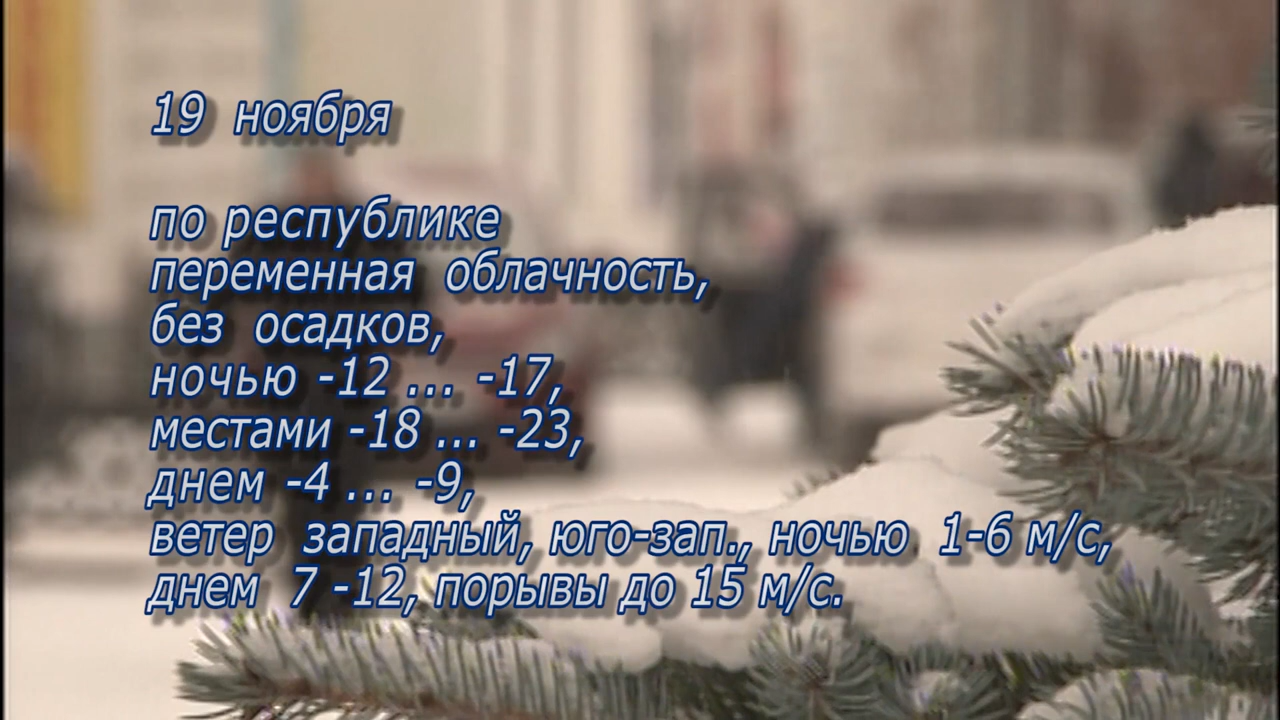 19 ноября
по республике
переменная облачность,
без осадков,
ночью -12 ... -17,
местами -18 ... -23,
днем -4 ... -9,
ветер западный, юго-зап., ночью 1-6 м/с,
днем 7 -12, порывы до 15 м/с.